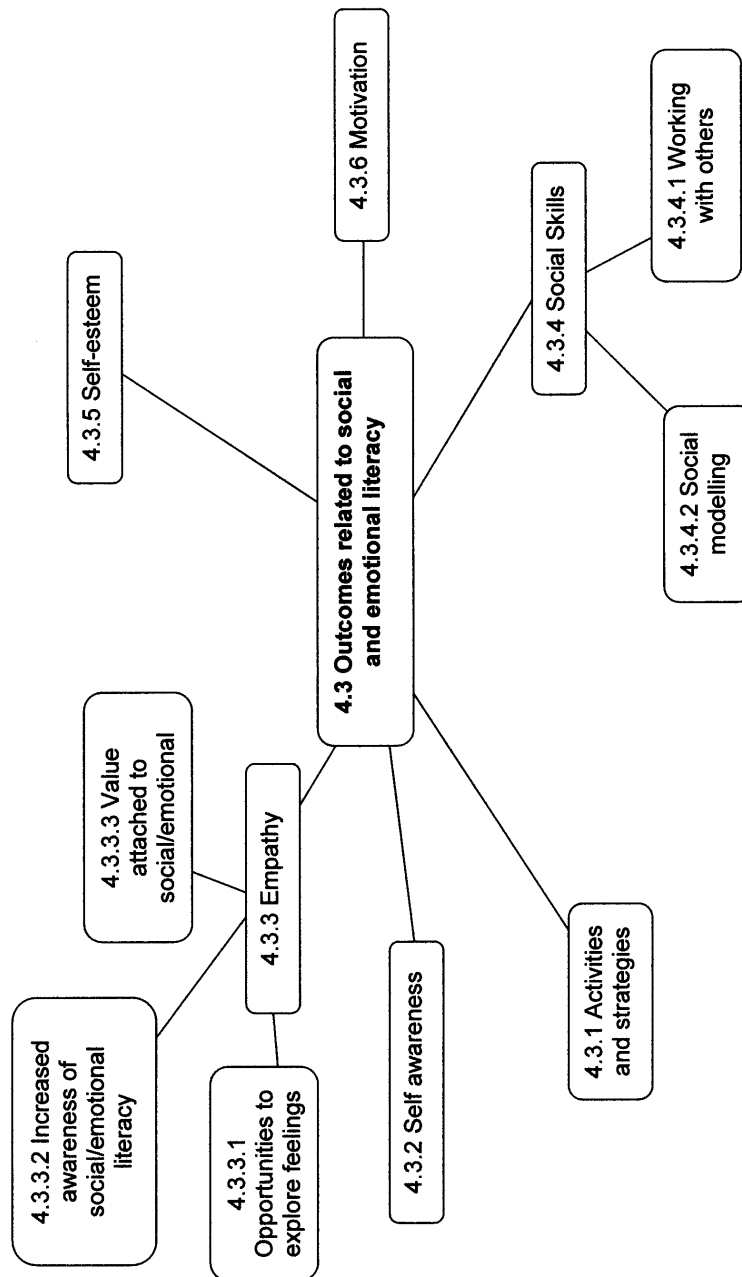 4.3.3.2 Increased
awareness of
social/emotional
literacy
4.3.3.3 Value
attached to
social/emotional
4.3.5 Self-esteem
4.3.3.1
Opportunities to
explore feelings
4.3.3 Empathy
4.3 Outcomes related to social
and emotional literacy
4.3.6 Motivation
4.3.2 Self awareness
4.3.4 Social Skills
4.3.1 Activities
and strategies
4.3.4.2 Social
modelling
4.3.4.1 Working
with others